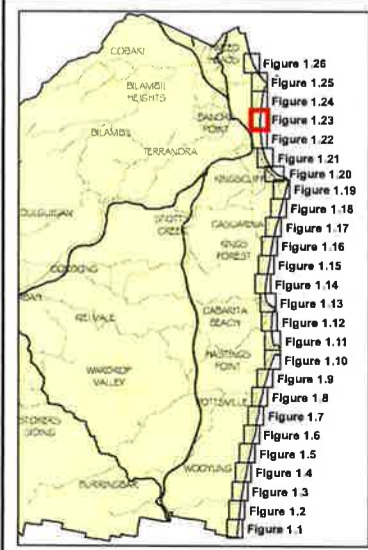 COBAKI
Figure 1.26
Figure 1.25
BILAMBIL
HEIGHTS
Figure 1.24
BANORA
POINT
Figure 1.23
BILAMBIL
Figure 1.22
TERRANORA
Figure 1.21
Figure 1.20
KINGSCLIFF
Figure 1.19
Figure 1.18
STOTTS
CREEK
CASUARINA
Figure 1.17
KINGS
FOREST
Figure 1.16
Figure 1.15
Figure 1.14
Figure 1.13
CABARITA
BEACH
Figure 1.12
Figure 1.11
HASTINGS
POINT
Figure 1.10
WARDROP
VALLEY
Figure 1.9
POTTSVILLE
Figure 1.8
Figure 1.7
Figure 1.6
Figure 1.5
WOOYUNG
Figure 1.4
BURRINGBAR
Figure 1.3
Figure 1.2
Figure 1.1